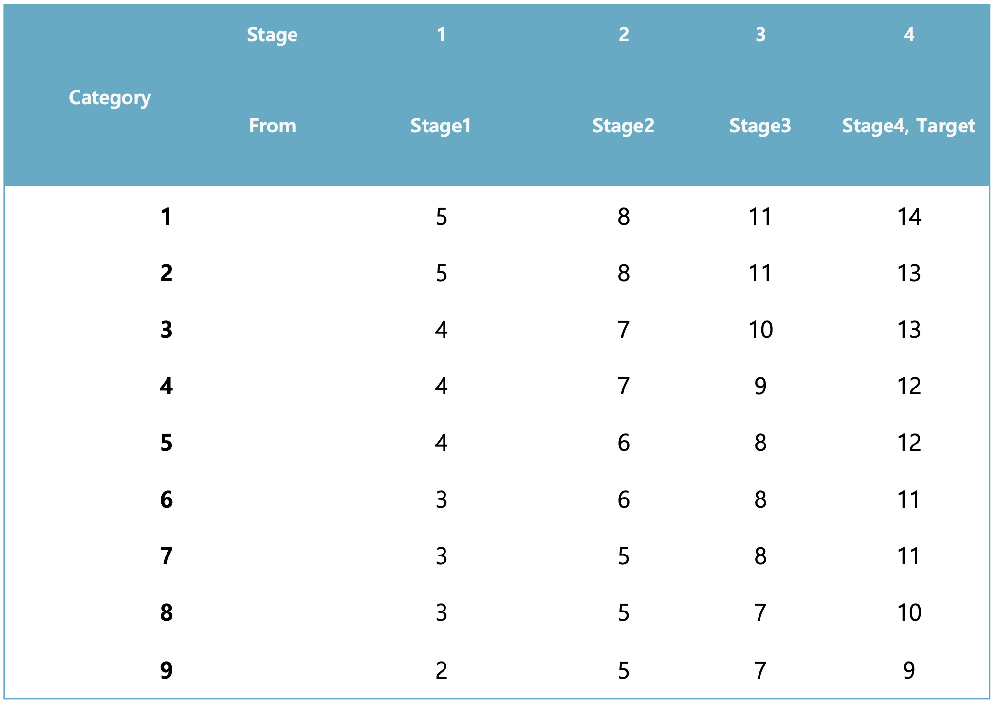 Stage 1 2 3 4
Category
From Stage1 Stage2 Stage3 Stage4, Target
1 5 8 11 14
2 5 8 11 13
3 4 7 10 13
4 4 7 9 12
5 4 6 8 12
6 3 6 8 11
7 3 5 8 11
8 3 5 7 10
9 2 5 7 9